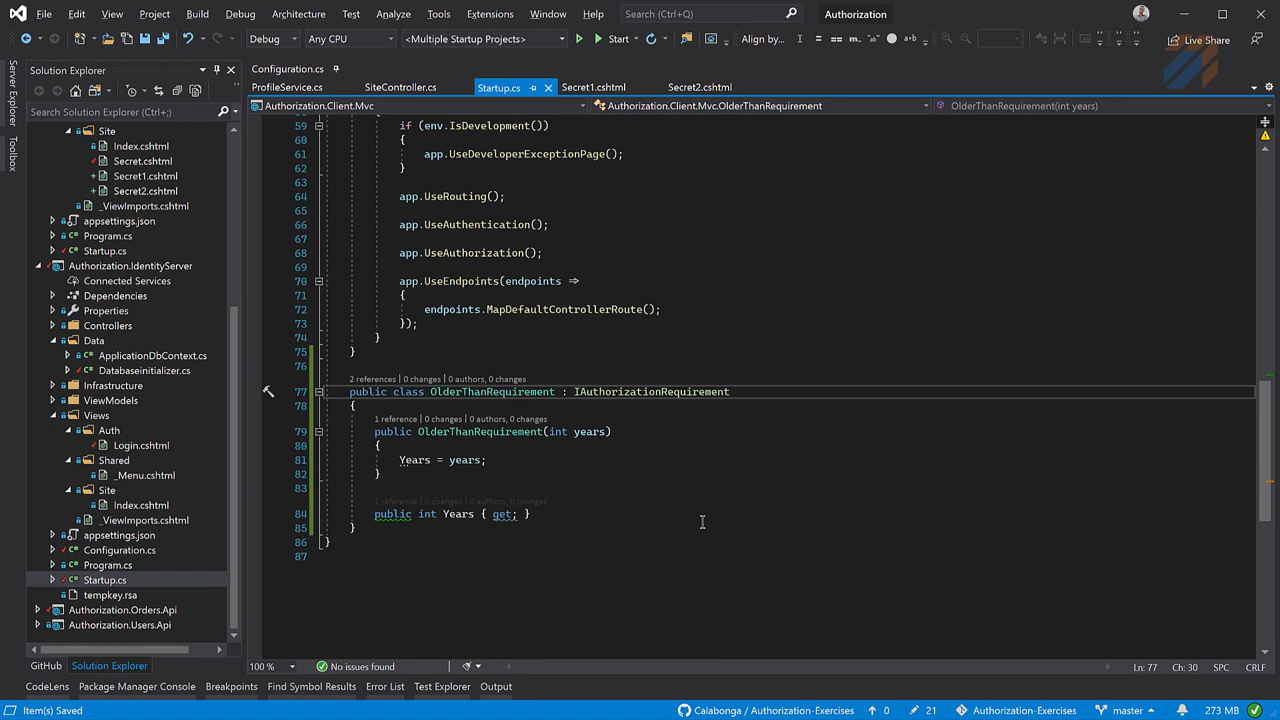 File Edit View Project Build Debug Architecture Test Analyze Tools Extensions Window Help Search (Ctrl+Q) Authorization
Debug Any CPU <Multiple Startup Projects> Start Align by... Live Share
Server Explorer
Toolbox
Solution Explorer
Search Solution Explorer (Ctrl+;)
Site
Index.cshtml
Secret.cshtml
Secret1.cshtml
Secret2.cshtml
_ViewImports.cshtml
appsettings.json
Program.cs
Startup.cs
Authorization.IdentityServer
Connected Services
Dependencies
Properties
Controllers
Data
ApplicationDbContext.cs
Databaseinitializer.cs
Infrastructure
ViewModels
Views
Auth
Login.cshtml
Shared
_Menu.cshtml
Site
Index.cshtml
_ViewImports.cshtml
appsettings.json
Configuration.cs
Program.cs
Startup.cs
tempkey.rsa
Authorization.Orders.Api
Authorization.Users.Api
GitHub Solution Explorer
Configuration.cs
ProfileService.cs SiteController.cs Startup.cs Secret1.cshtml Secret2.cshtml
Authorization.Client.Mvc Authorization.Client.Mvc.OlderThanRequirement OlderThanRequirement(int years)
59 if (env.IsDevelopment())
60 {
61 app.UseDeveloperExceptionPage();
62 }
63
64 app.UseRouting();
65
66 app.UseAuthentication();
67
68 app.UseAuthorization();
69
70 app.UseEndpoints(endpoints =>
71 {
72 endpoints.MapDefaultControllerRoute();
73 });
74 }
75 }
76
2 references | 0 changes | 0 authors, 0 changes
77 public class OlderThanRequirement : IAuthorizationRequirement
78 {
1 reference | 0 changes | 0 authors, 0 changes
79 public OlderThanRequirement(int years)
80 {
81 Years = years;
82 }
83
1 reference | 0 changes | 0 authors, 0 changes
84 public int Years { get; }
85 }
86 }
87
100 % No issues found Ln: 77 Ch: 30 SPC CRLF
CodeLens Package Manager Console Breakpoints Find Symbol Results Error List Test Explorer Output
Item(s) Saved Calabonga / Authorization-Exercises 0 21 Authorization-Exercises master 273 MB